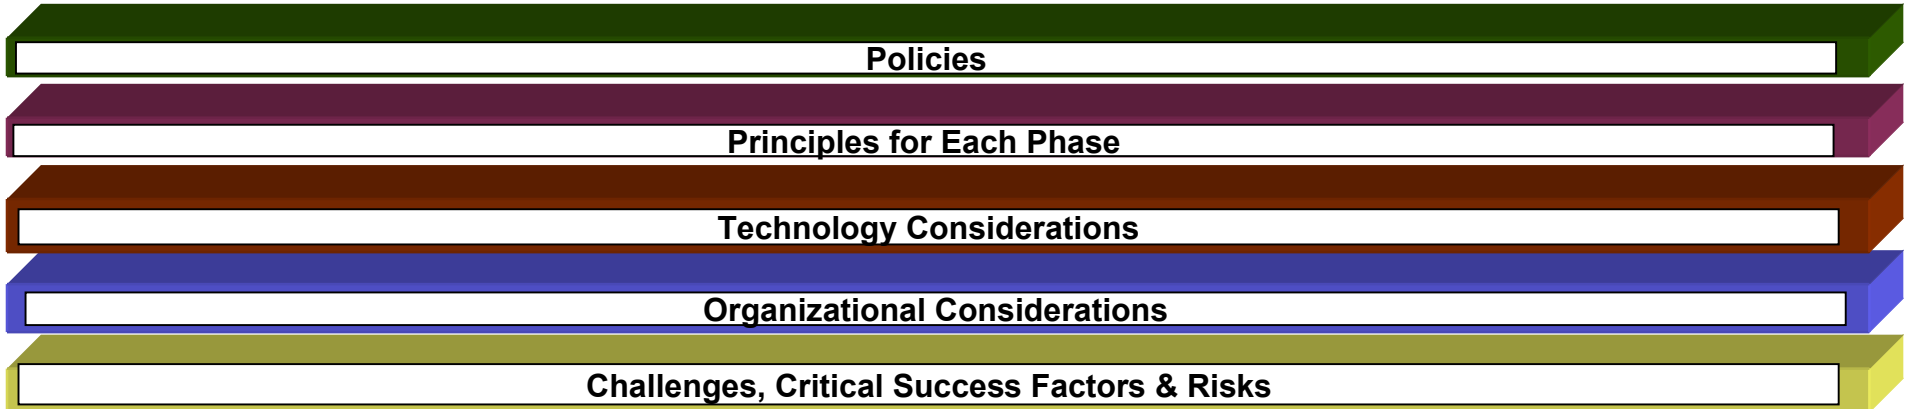 Policies
Principles for Each Phase
Technology Considerations
Organizational Considerations
Challenges, Critical Success Factors & Risks